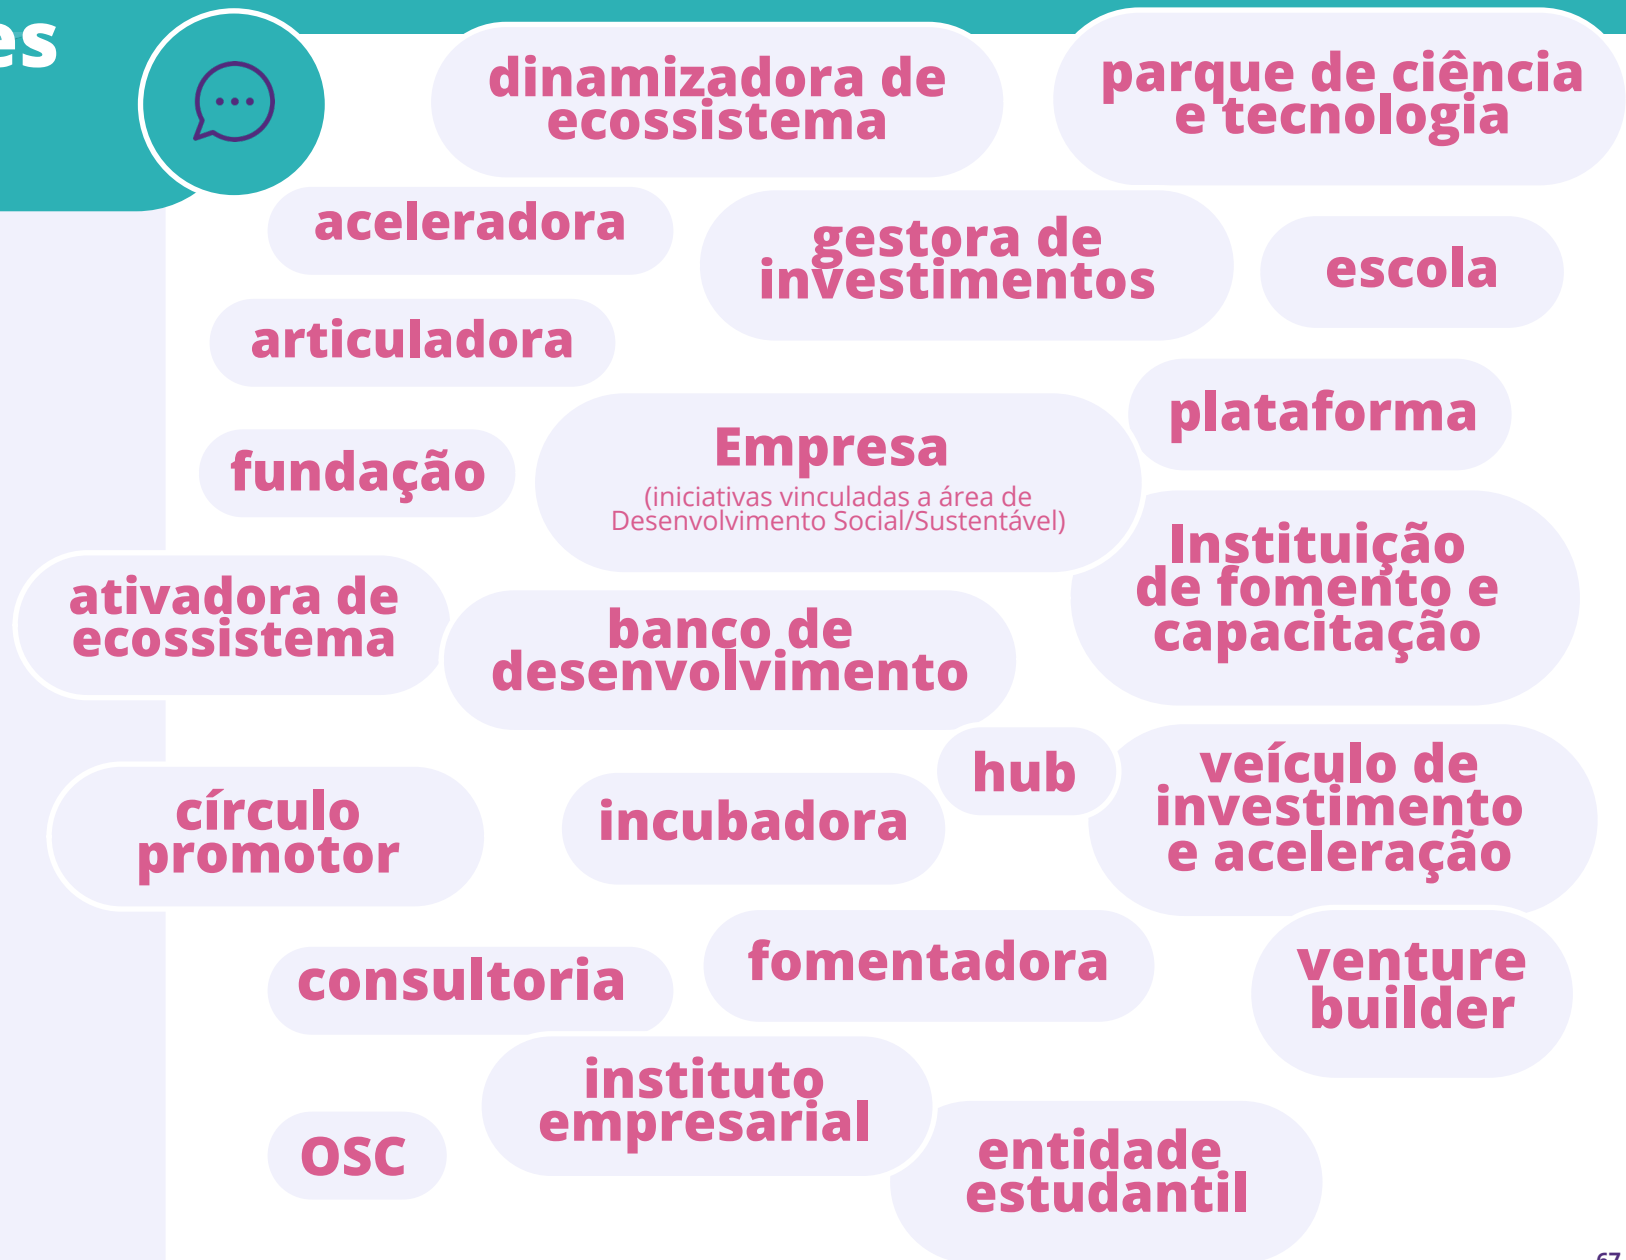 es
dinamizadora de
ecossistema
parque de ciência
e tecnologia
aceleradora
gestora de
investimentos
escola
articuladora
plataforma
fundação
Empresa
(iniciativas vinculadas a área de
Desenvolvimento Social/Sustentável)
Instituição
de fomento e
capacitação
ativadora de
ecossistema
banco de
desenvolvimento
hub
veículo de
investimento
e aceleração
círculo
promotor
incubadora
consultoria
fomentadora
venture
builder
instituto
empresarial
OSC
entidade
estudantil
67